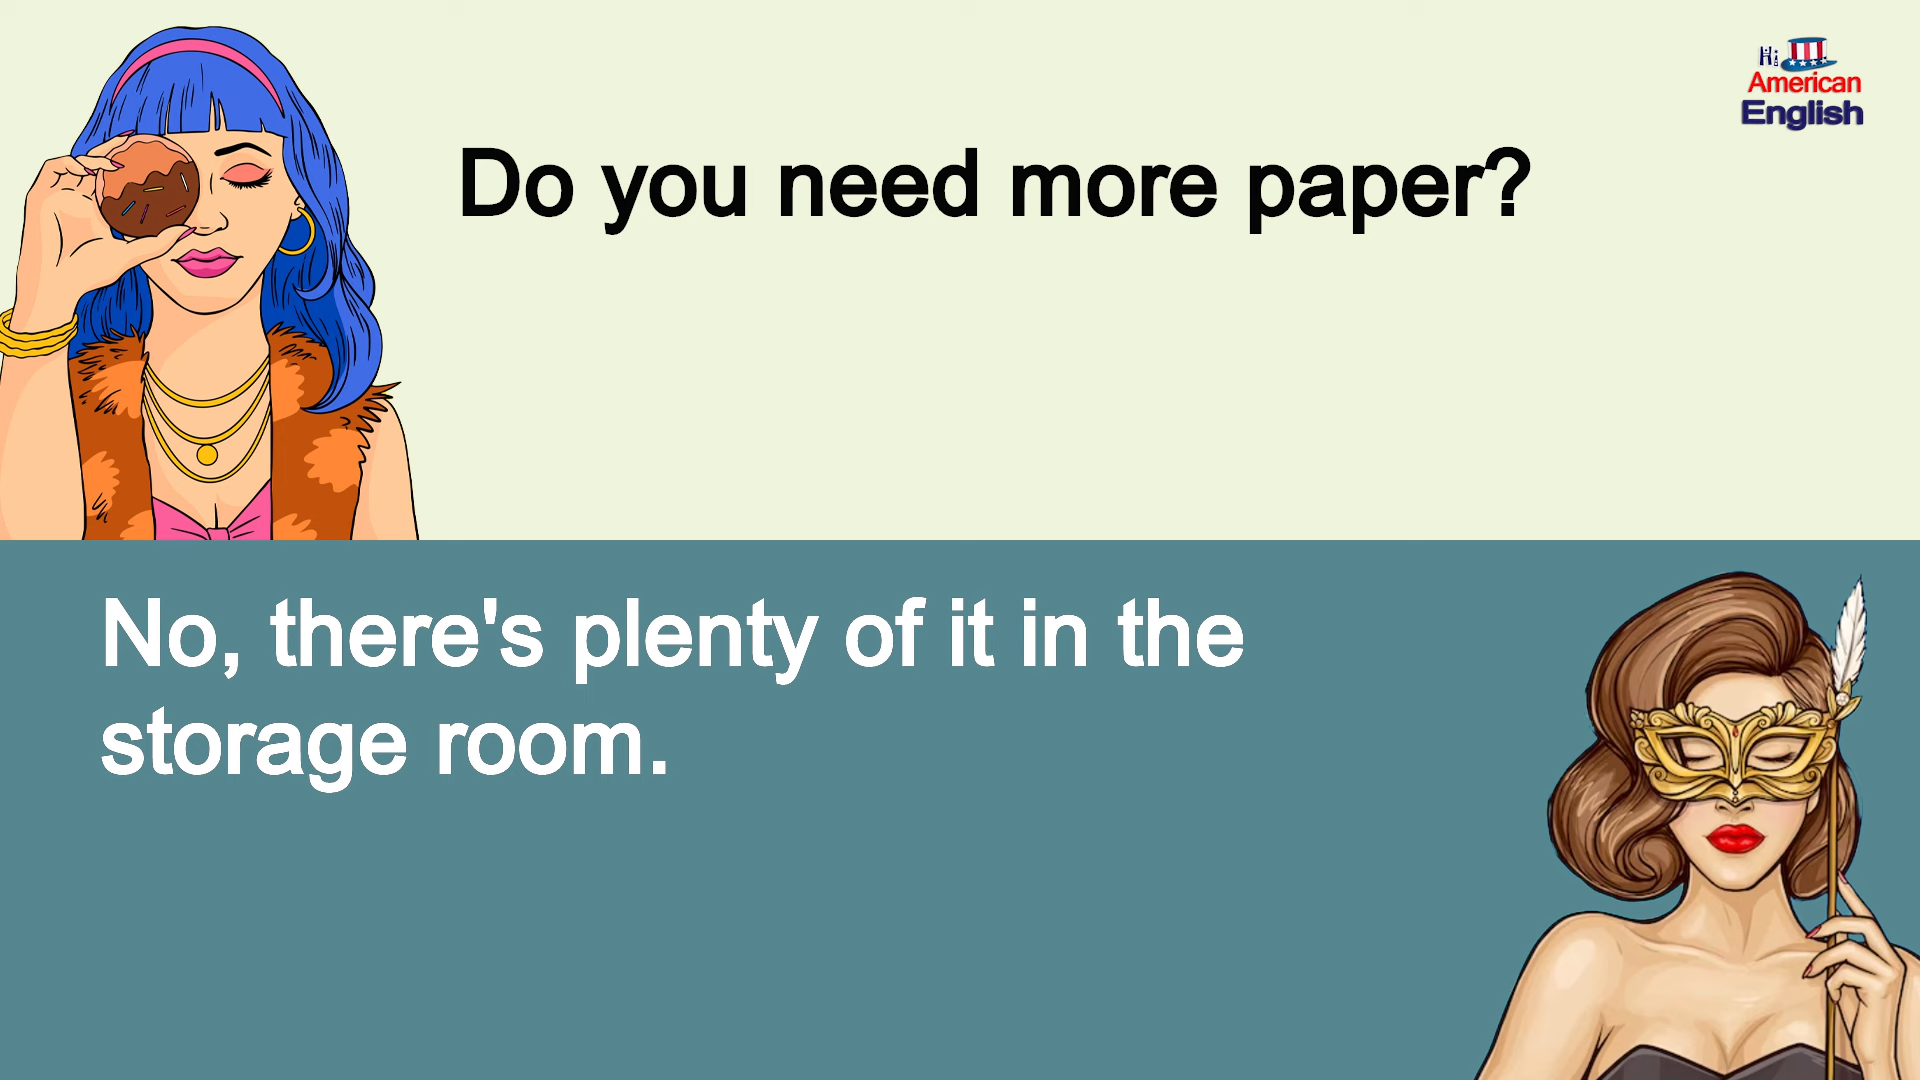 Hi
American
English
Do you need more paper?
No, there's plenty of it in the
storage room.